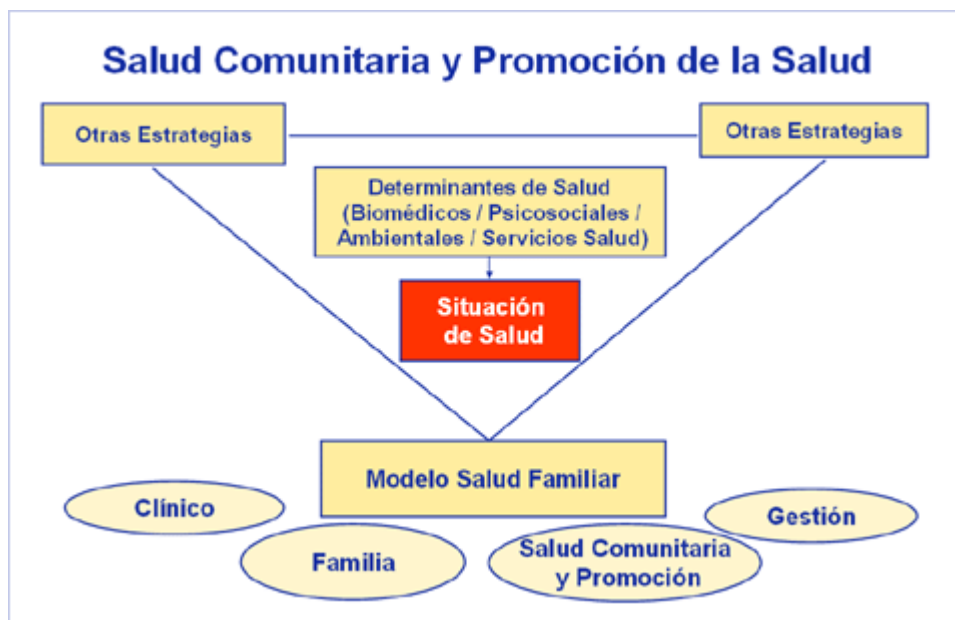 Salud Comunitaria y Promoción de la Salud
Otras Estrategias
Otras Estrategias
Determinantes de Salud
(Biomédicos / Psicosociales /
Ambientales / Servicios Salud)
Situación
de Salud
Modelo Salud Familiar
Clínico
Familia
Salud Comunitaria
y Promoción
Gestión